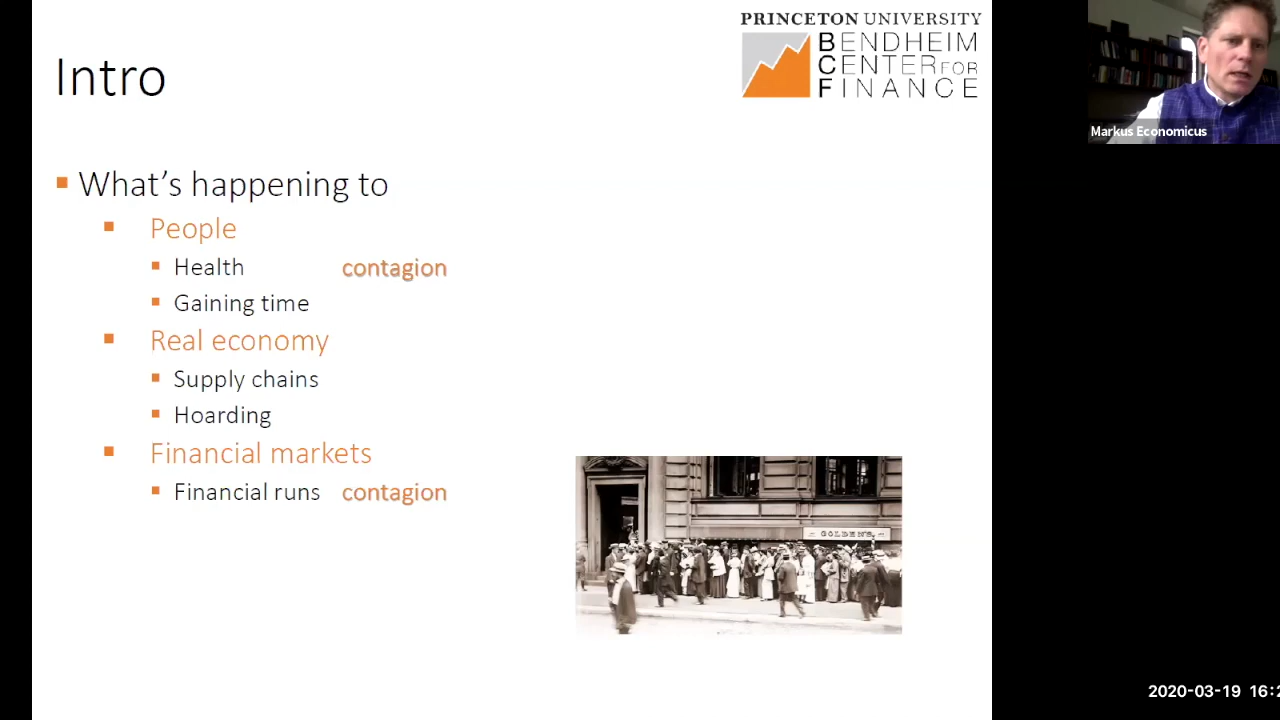 PRINCETON UNIVERSITY
BENDHEIM
CENTER FOR
FINANCE
Intro
Markus Economicus
What's happening to
People
Health contagion
Gaining time
Real economy
Supply chains
Hoarding
Financial markets
Financial runs contagion
GOLDENS
2020-03-19 16:2